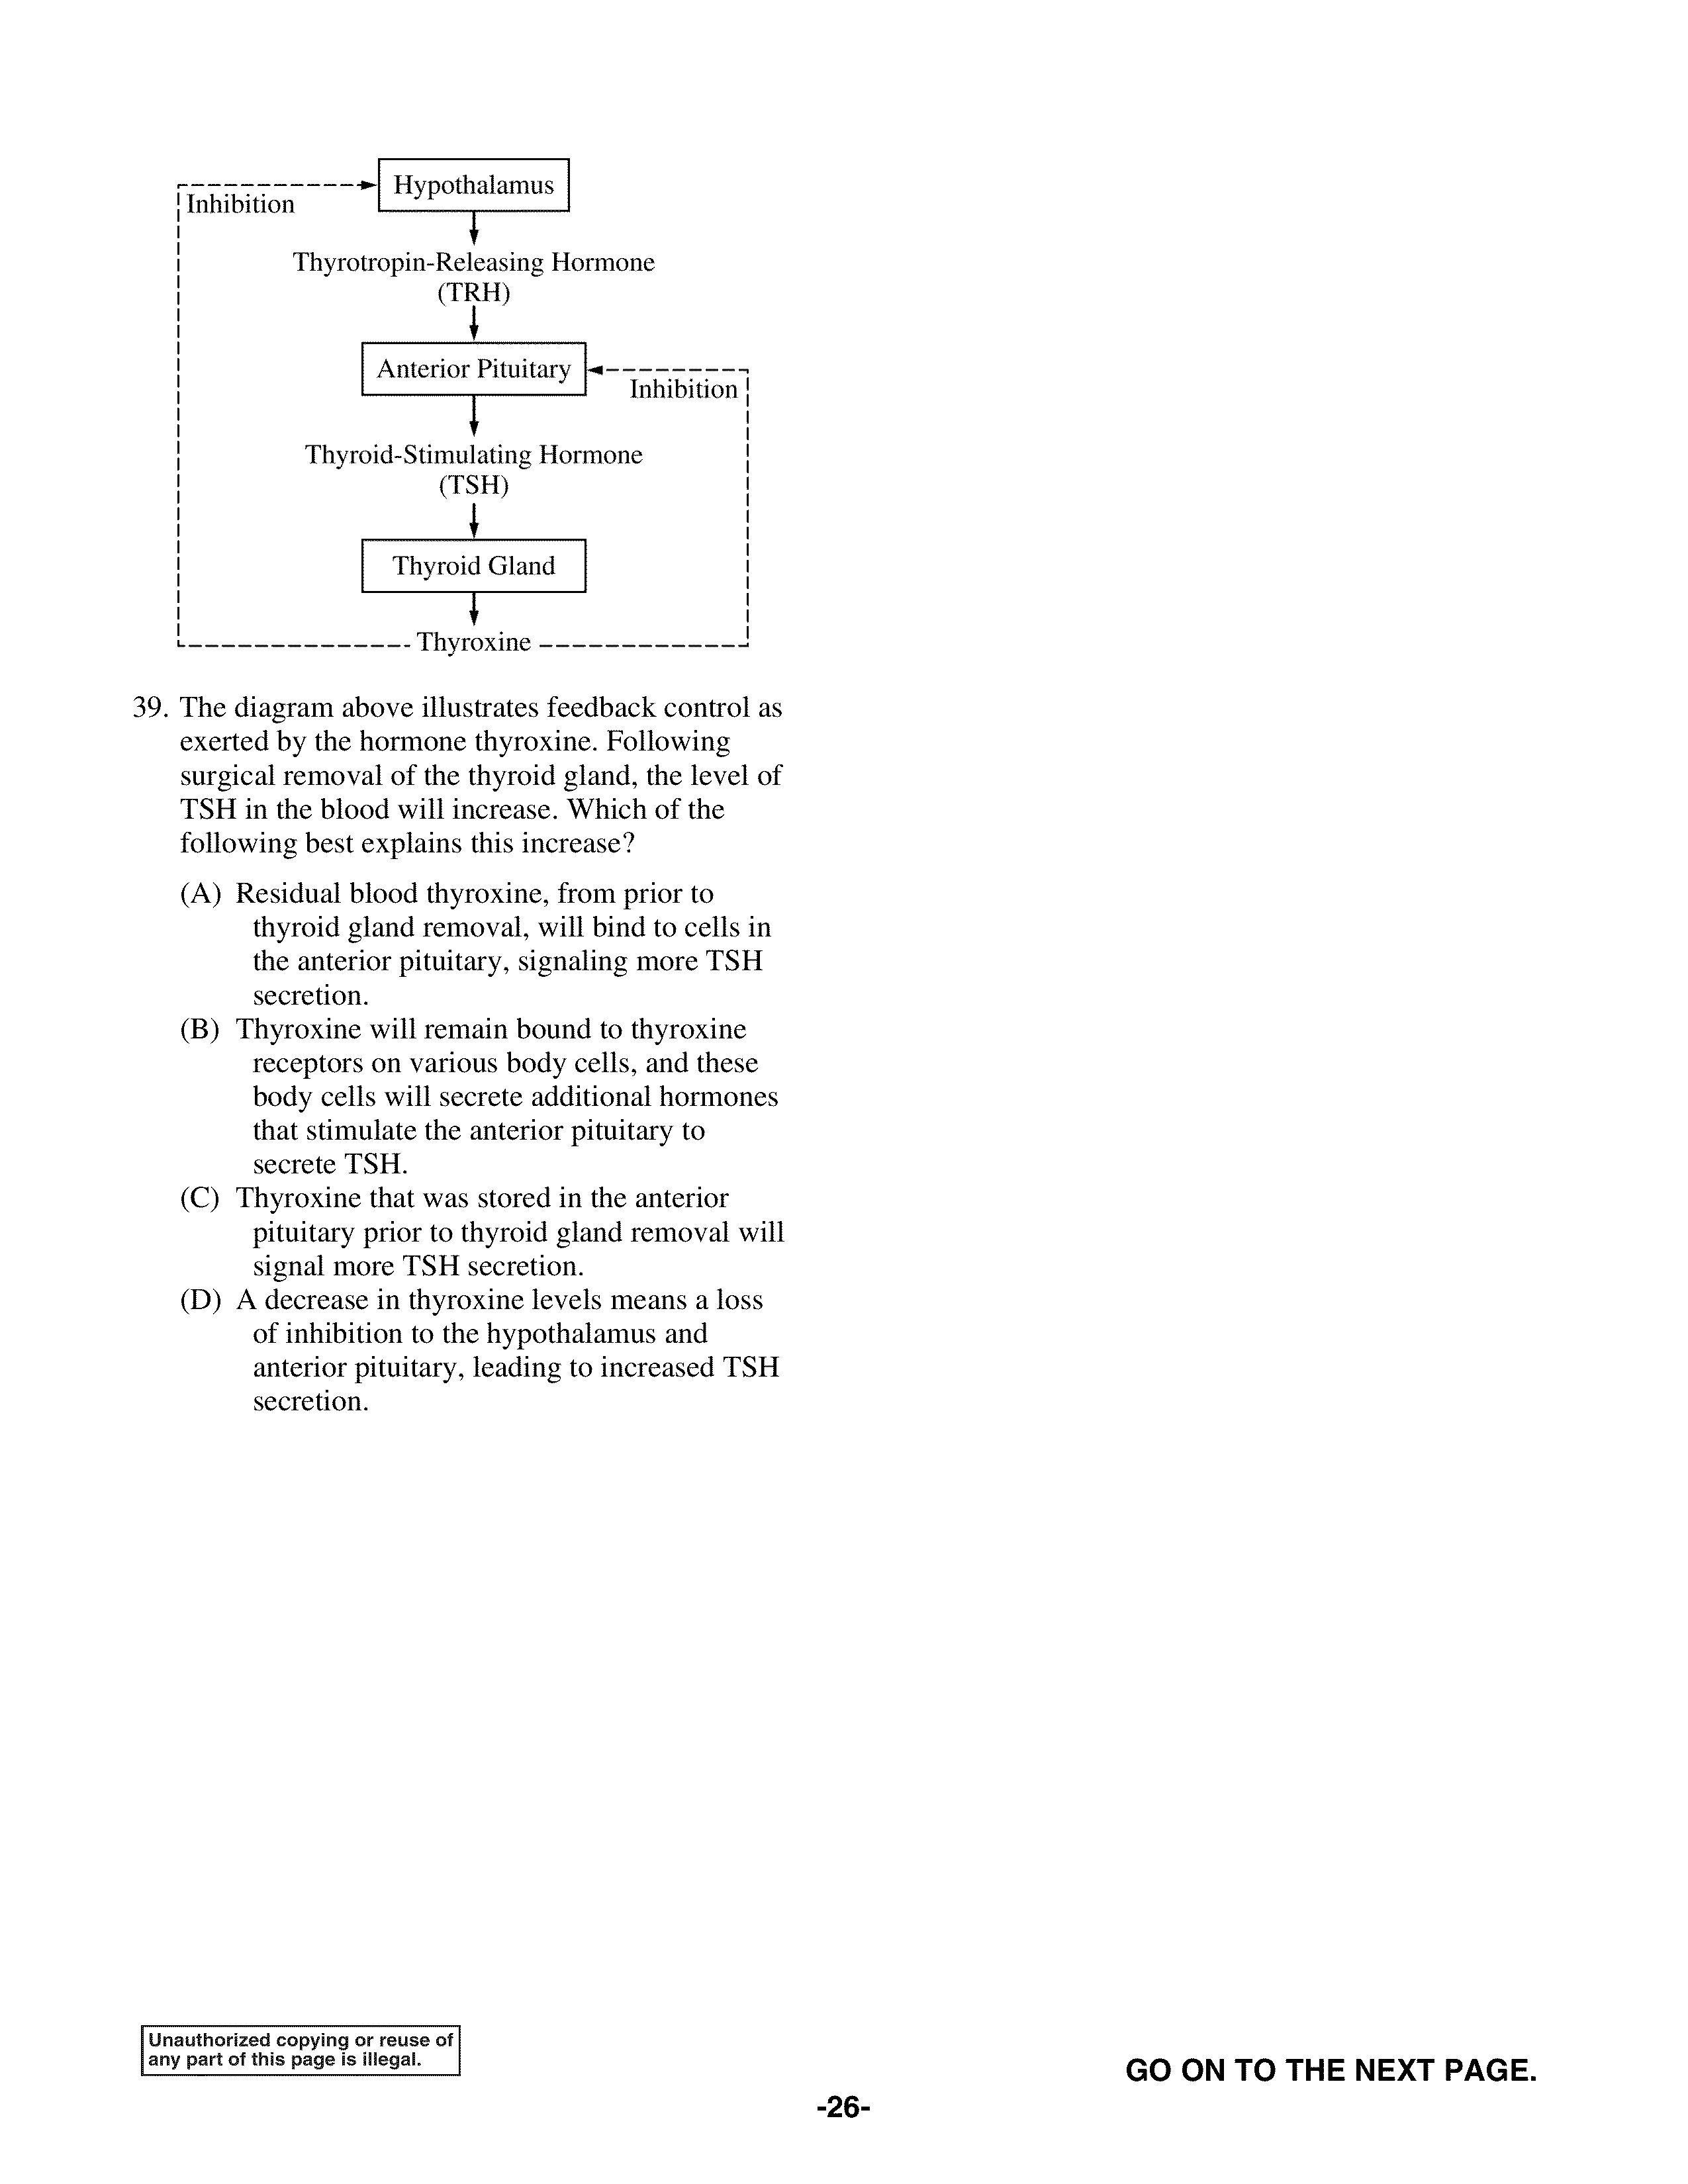 Hypothalamus
Inhibition
Thyrotropin-Releasing Hormone
(TRH)
Anterior Pituitary
Inhibition
Thyroid-Stimulating Hormone
(TSH)
Thyroid Gland
Thyroxine
39. The diagram above illustrates feedback control as
exerted by the hormone thyroxine. Following
surgical removal of the thyroid gland, the level of
TSH in the blood will increase. Which of the
following best explains this increase?
(A) Residual blood thyroxine, from prior to
thyroid gland removal, will bind to cells in
the anterior pituitary, signaling more TSH
secretion.
(B) Thyroxine will remain bound to thyroxine
receptors on various body cells, and these
body cells will secrete additional hormones
that stimulate the anterior pituitary to
secrete TSH.
(C) Thyroxine that was stored in the anterior
pituitary prior to thyroid gland removal will
signal more TSH secretion.
(D) A decrease in thyroxine levels means a loss
of inhibition to the hypothalamus and
anterior pituitary, leading to increased TSH
secretion.
Unauthorized copying or reuse of
any part of this page is illegal.
GO ON TO THE NEXT PAGE.
-26-